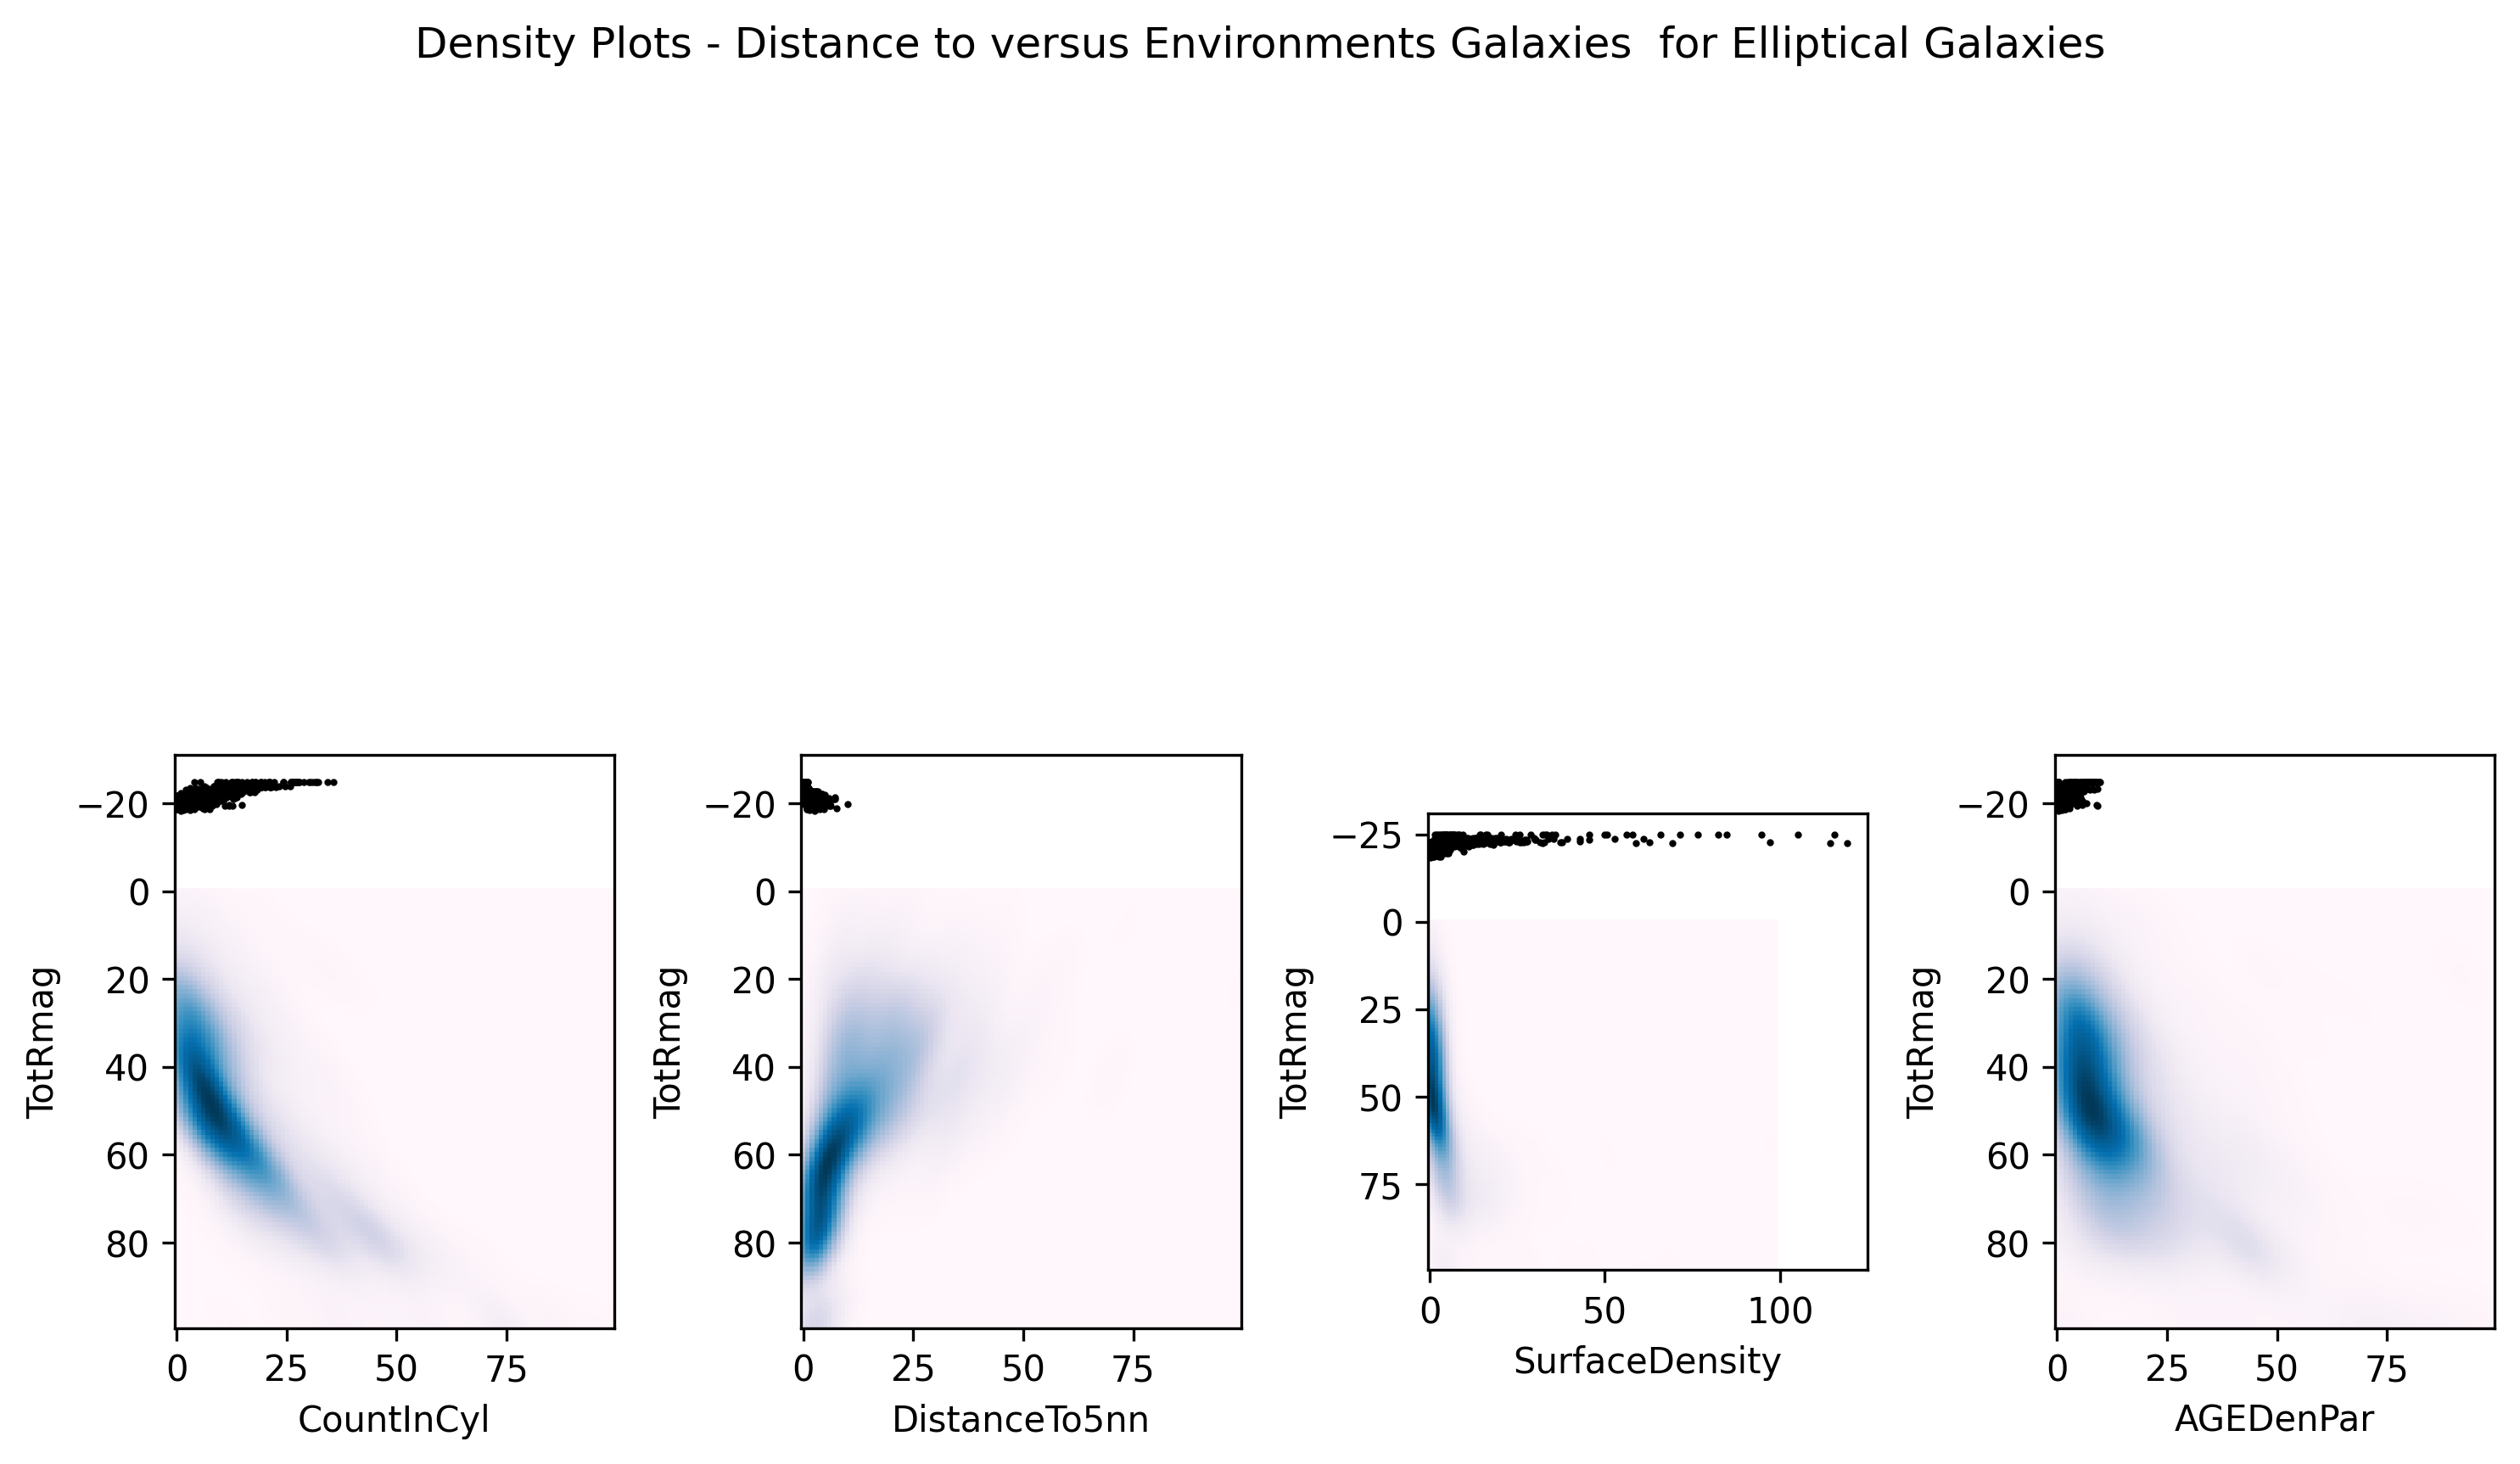 Density Plots - Distance to versus Environments Galaxies  for Elliptical Galaxies
−20
0
20
40
60
80
TotRmag
0 25 50 75
CountInCyl
−20
0
20
40
60
80
TotRmag
0 25 50 75
DistanceTo5nn
−25
0
25
50
75
TotRmag
0 50 100
SurfaceDensity
−20
0
20
40
60
80
TotRmag
0 25 50 75
AGEDenPar